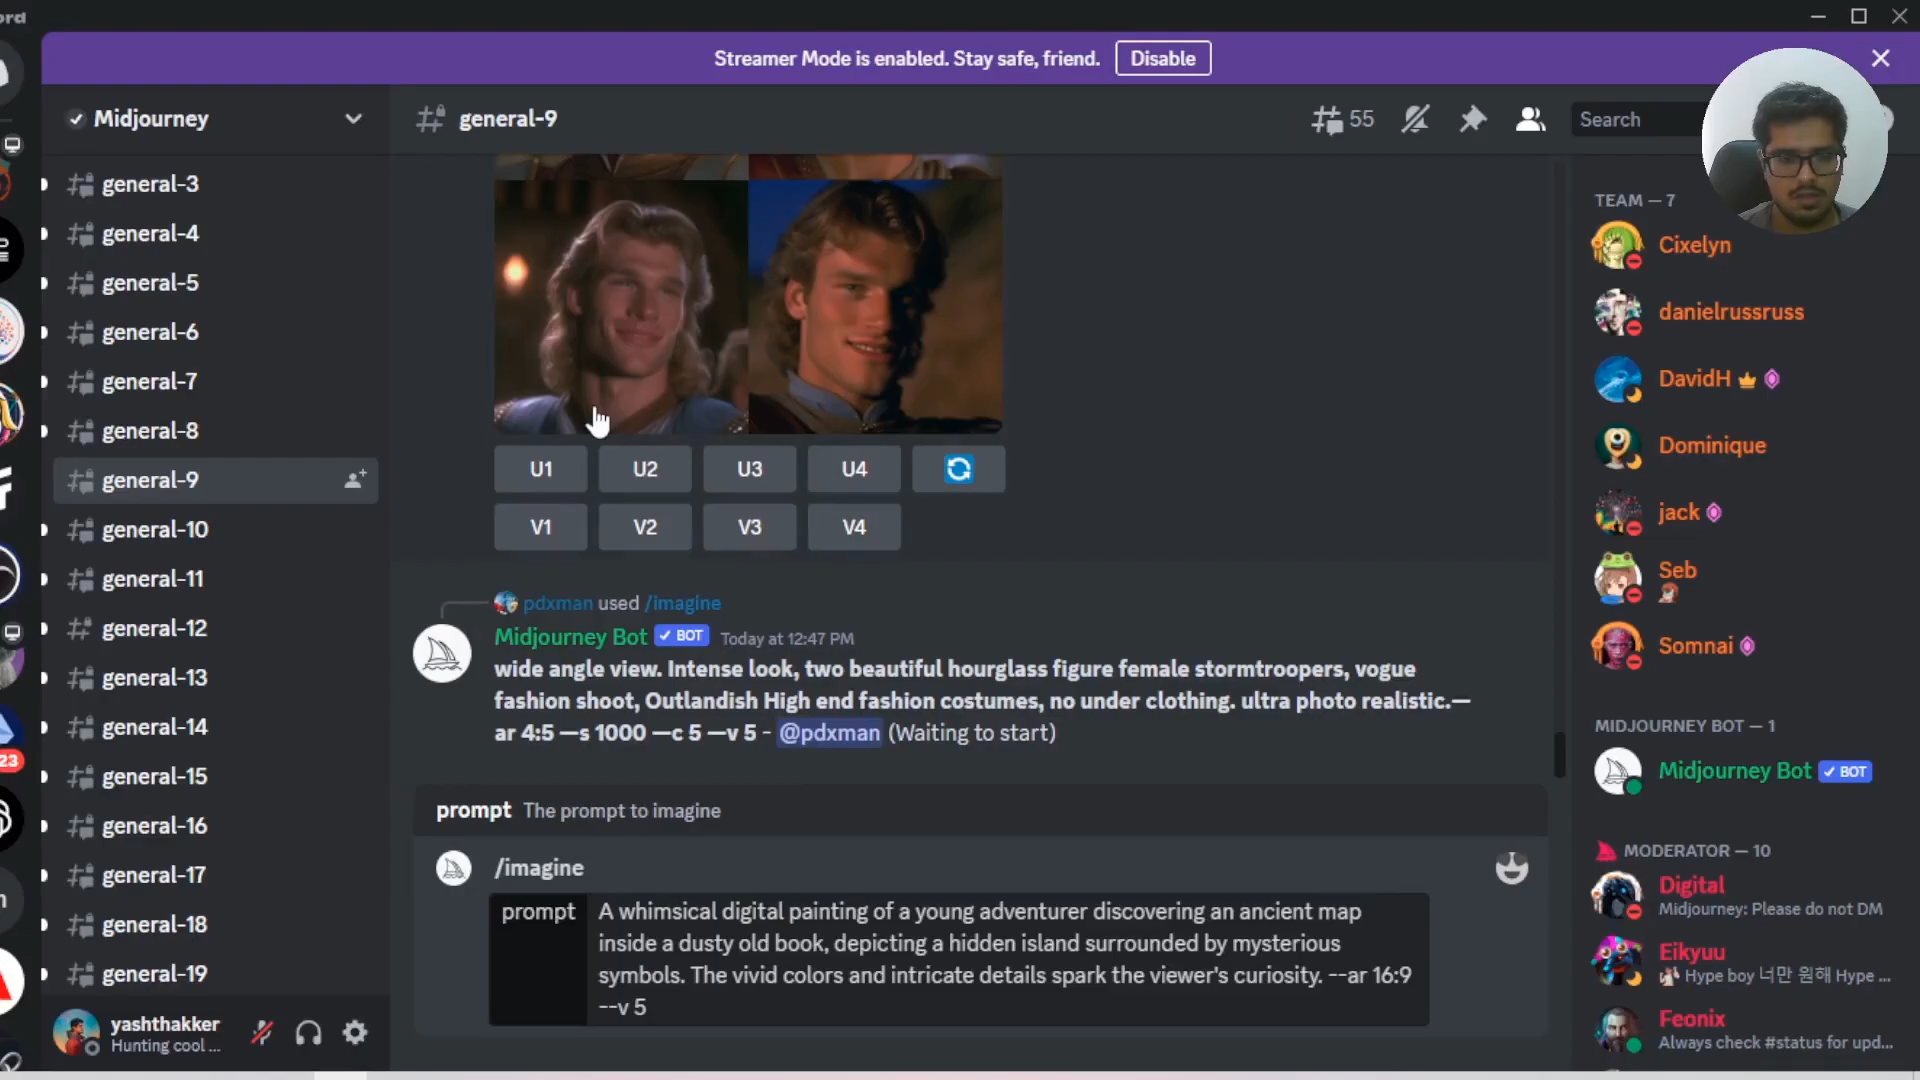 ord
Streamer Mode is enabled. Stay safe, friend.
Disable
Midjourney
general-9
55
Search
general-3
general-4
general-5
general-6
general-7
general-8
general-9
general-10
general-11
general-12
general-13
general-14
general-15
general-16
general-17
general-18
general-19
23
yashthakker
Hunting cool ...
U1 U2 U3 U4
V1 V2 V3 V4
pdxman used /imagine
Midjourney Bot ✓ BOT Today at 12:47 PM
wide angle view. Intense look, two beautiful hourglass figure female stormtroopers, vogue
fashion shoot, Outlandish High end fashion costumes, no under clothing. ultra photo realistic.—
ar 4:5 —s 1000 —c 5 —v 5 - @pdxman (Waiting to start)
prompt The prompt to imagine
/imagine
prompt A whimsical digital painting of a young adventurer discovering an ancient map
inside a dusty old book, depicting a hidden island surrounded by mysterious
symbols. The vivid colors and intricate details spark the viewer's curiosity. --ar 16:9
--v 5
TEAM — 7
Cixelyn
danielrussruss
DavidH
Dominique
jack
Seb
Somnai
MIDJOURNEY BOT — 1
Midjourney Bot ✓ BOT
MODERATOR — 10
Digital
Midjourney: Please do not DM
Eikyuu
Hype boy 너만 원해 Hype ...
Feonix
Always check #status for upd...